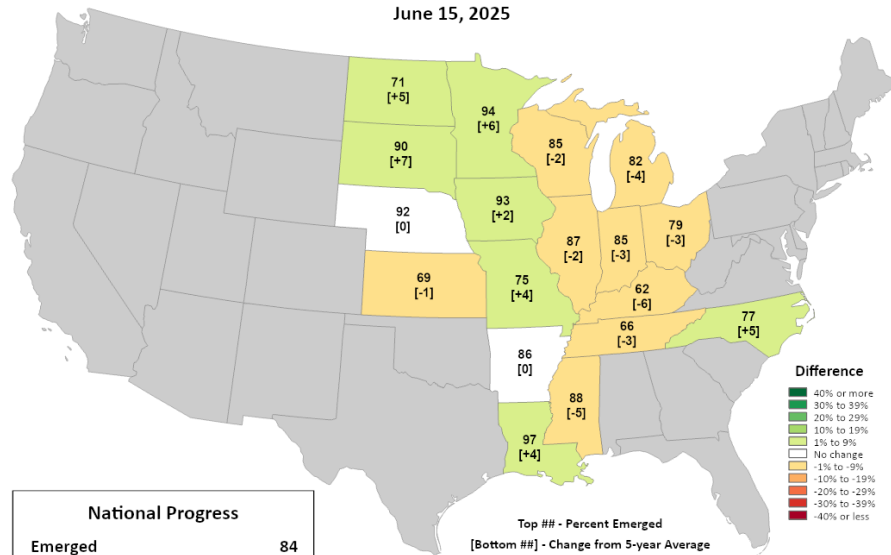 June 15, 2025
71
[+5]
94
[+6]
90
[+7]
85
[-2]
82
[-4]
92
[0]
93
[+2]
87
[-2]
85
[-3]
79
[-3]
69
[-1]
75
[+4]
62
[-6]
66
[-3]
77
[+5]
86
[0]
88
[-5]
97
[+4]
Difference
40% or more
30% to 39%
20% to 29%
10% to 19%
1% to 9%
No change
-1% to -9%
-10% to -19%
-20% to -29%
-30% to -39%
-40% or less
National Progress
Emerged 84
Top ## - Percent Emerged
[Bottom ##] - Change from 5-year Average